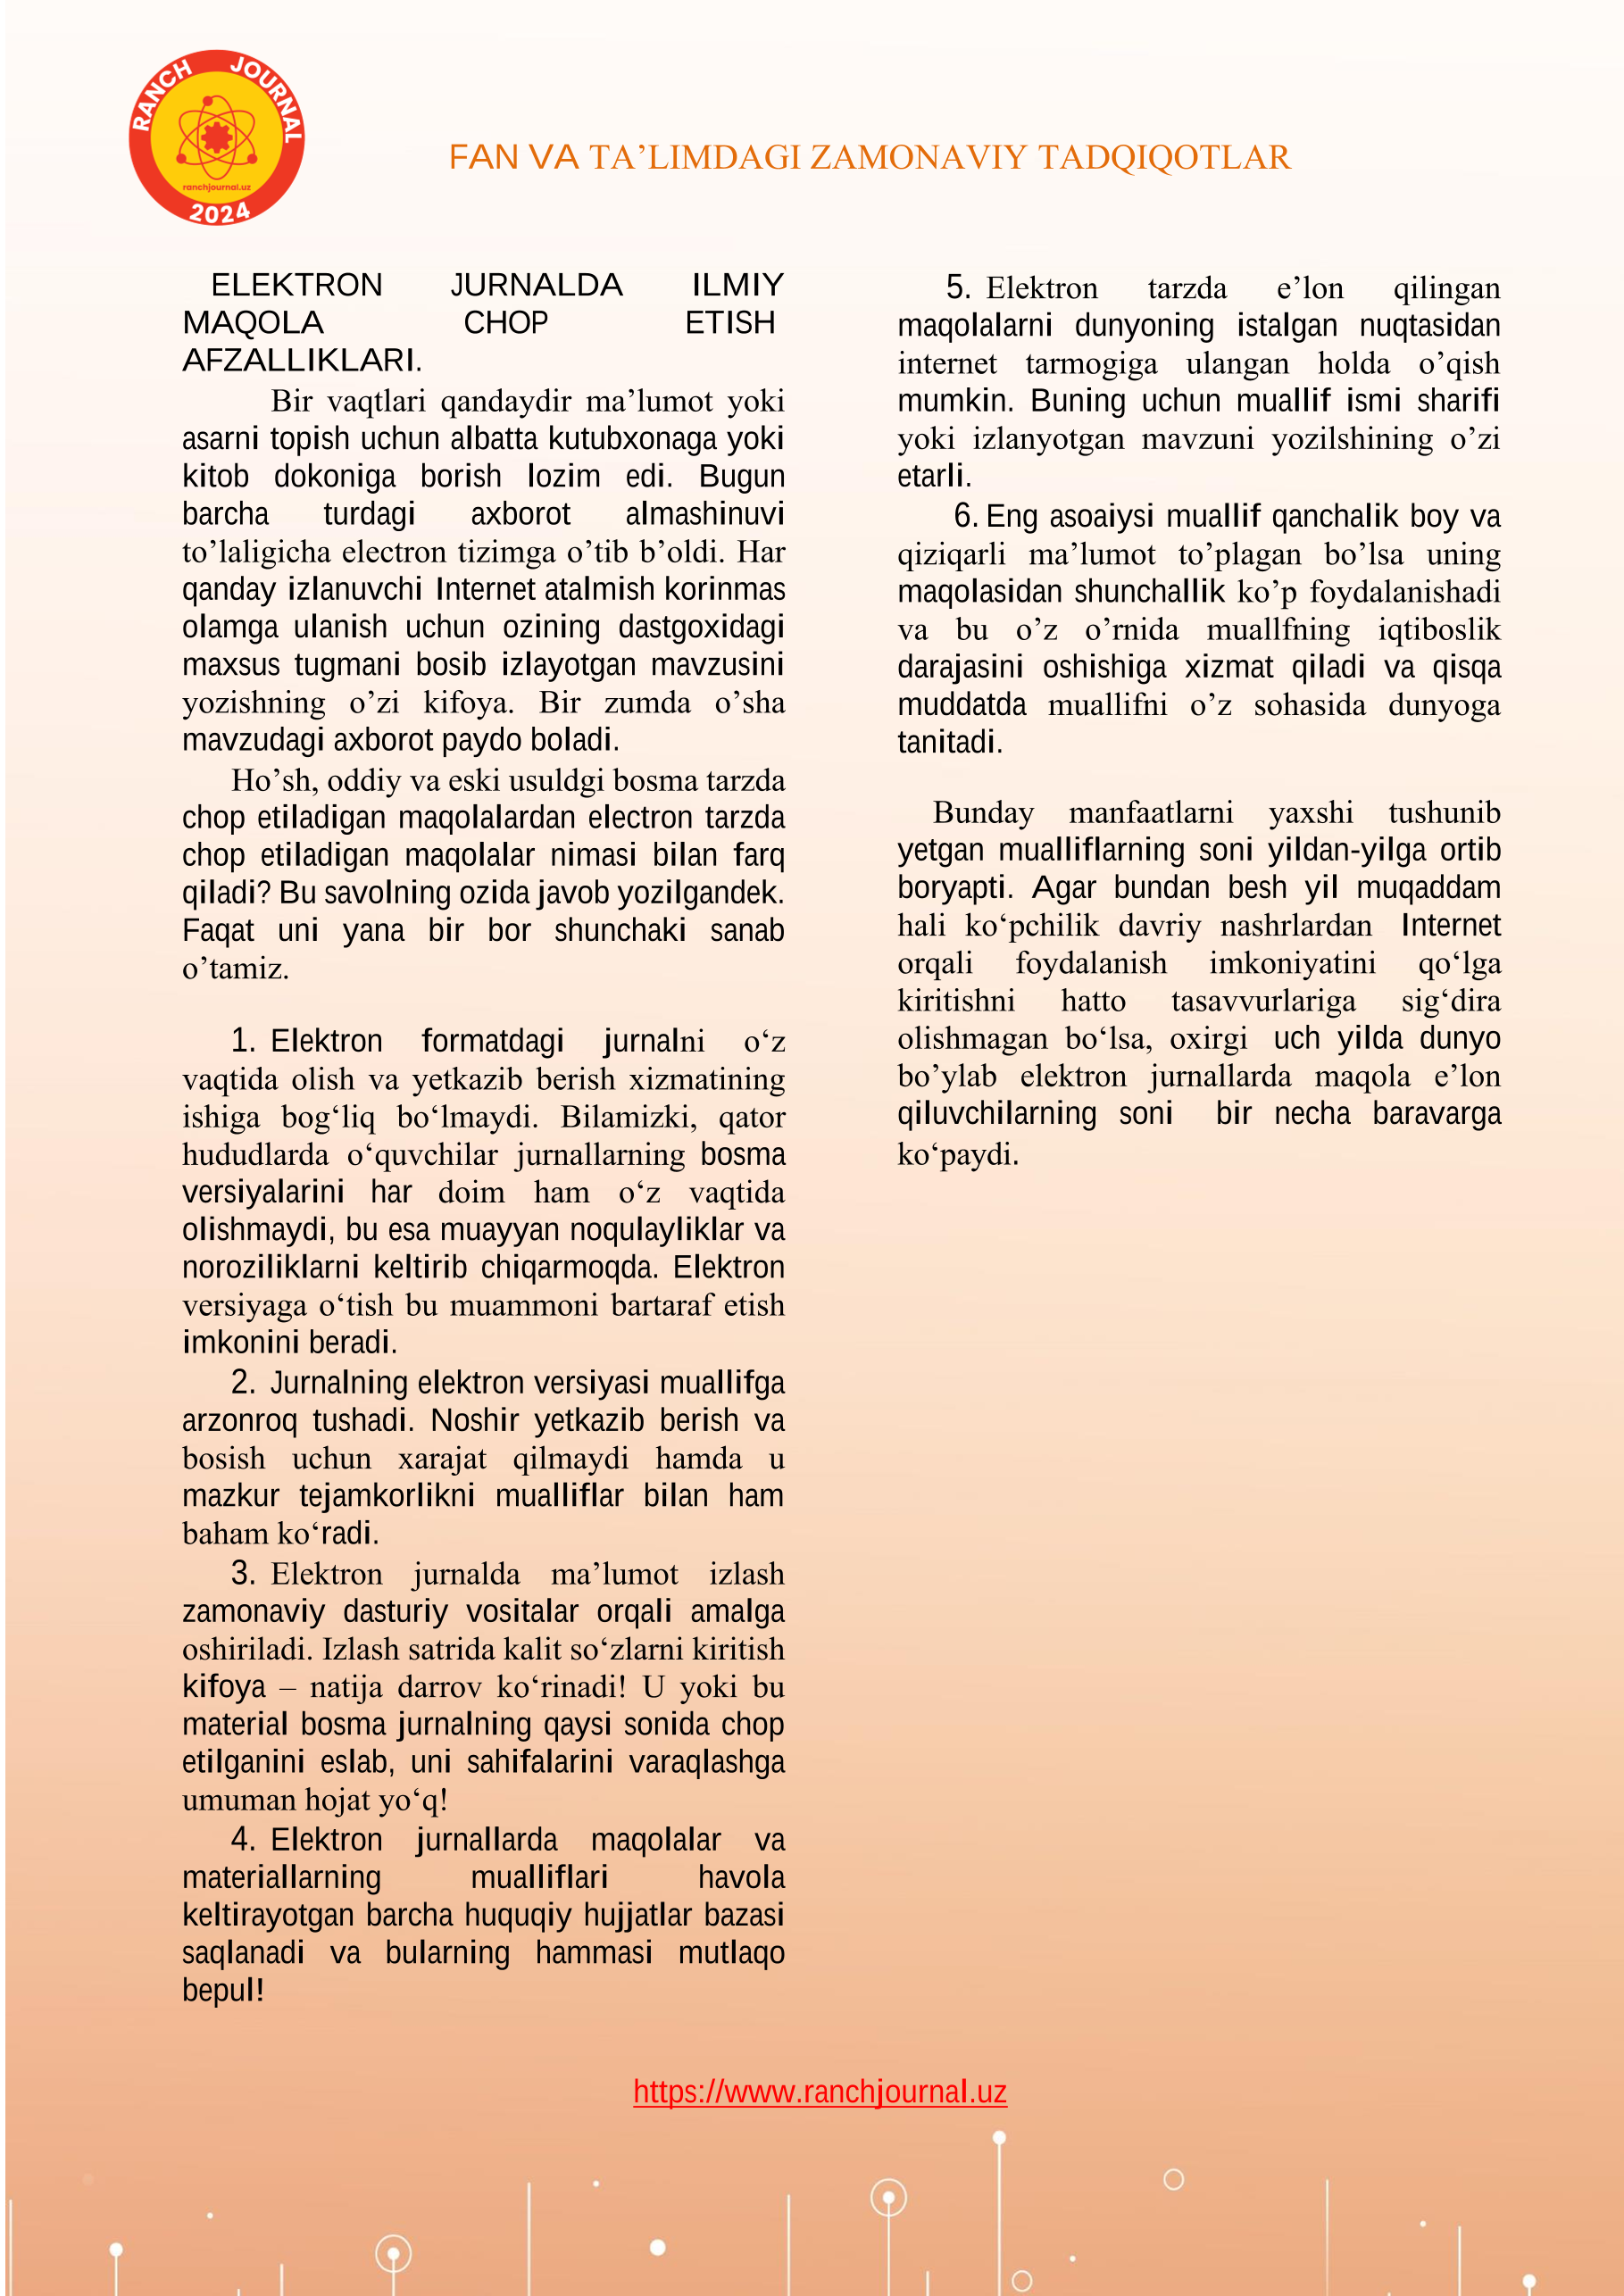 RANCH JOURNAL
ranchjournal.uz
2024
FAN VA TA’LIMDAGI ZAMONAVIY TADQIQOTLAR
ELEKTRON JURNALDA ILMIY
MAQOLA CHOP ETISH
AFZALLIKLARI.
Bir vaqtlari qandaydir ma’lumot yoki
asarni topish uchun albatta kutubxonaga yoki
kitob dokoniga borish lozim edi. Bugun
barcha turdagi axborot almashinuvi
to’laligicha electron tizimga o’tib b’oldi. Har
qanday izlanuvchi Internet atalmish korinmas
olamga ulanish uchun ozining dastgoxidagi
maxsus tugmani bosib izlayotgan mavzusini
yozishning o’zi kifoya. Bir zumda o’sha
mavzudagi axborot paydo boladi.
Ho’sh, oddiy va eski usuldgi bosma tarzda
chop etiladigan maqolalardan electron tarzda
chop etiladigan maqolalar nimasi bilan farq
qiladi? Bu savolning ozida javob yozilgandek.
Faqat uni yana bir bor shunchaki sanab
o’tamiz.
1. Elektron formatdagi jurnalni o‘z
vaqtida olish va yetkazib berish xizmatining
ishiga bog‘liq bo‘lmaydi. Bilamizki, qator
hududlarda o‘quvchilar jurnallarning bosma
versiyalarini har doim ham o‘z vaqtida
olishmaydi, bu esa muayyan noqulayliklar va
noroziliklarni keltirib chiqarmoqda. Elektron
versiyaga o‘tish bu muammoni bartaraf etish
imkonini beradi.
2. Jurnalning elektron versiyasi muallifga
arzonroq tushadi. Noshir yetkazib berish va
bosish uchun xarajat qilmaydi hamda u
mazkur tejamkorlikni mualliflar bilan ham
baham ko‘radi.
3. Elektron jurnalda ma’lumot izlash
zamonaviy dasturiy vositalar orqali amalga
oshiriladi. Izlash satrida kalit so‘zlarni kiritish
kifoya – natija darrov ko‘rinadi! U yoki bu
material bosma jurnalning qaysi sonida chop
etilganini eslab, uni sahifalarini varaqlashga
umuman hojat yo‘q!
4. Elektron jurnallarda maqolalar va
materiallarning mualliflari havola
keltirayotgan barcha huquqiy hujjatlar bazasi
saqlanadi va bularning hammasi mutlaqo
bepul!
5. Elektron tarzda e’lon qilingan
maqolalarni dunyoning istalgan nuqtasidan
internet tarmogiga ulangan holda o’qish
mumkin. Buning uchun muallif ismi sharifi
yoki izlanyotgan mavzuni yozilshining o’zi
etarli.
6. Eng asoaiysi muallif qanchalik boy va
qiziqarli ma’lumot to’plagan bo’lsa uning
maqolasidan shunchallik ko’p foydalanishadi
va bu o’z o’rnida muallfning iqtiboslik
darajasini oshishiga xizmat qiladi va qisqa
muddatda muallifni o’z sohasida dunyoga
tanitadi.
Bunday manfaatlarni yaxshi tushunib
yetgan mualliflarning soni yildan-yilga ortib
boryapti. Agar bundan besh yil muqaddam
hali ko‘pchilik davriy nashrlardan Internet
orqali foydalanish imkoniyatini qo‘lga
kiritishni hatto tasavvurlariga sig‘dira
olishmagan bo‘lsa, oxirgi uch yilda dunyo
bo’ylab elektron jurnallarda maqola e’lon
qiluvchilarning soni bir necha baravarga
ko‘paydi.
https://www.ranchjournal.uz